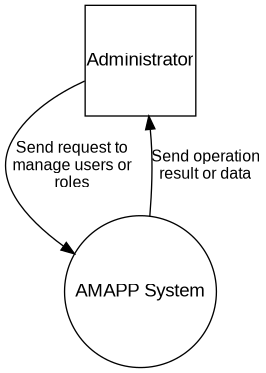 Administrator
Send request to
manage users or
roles
Send operation
result or data
AMAPP System